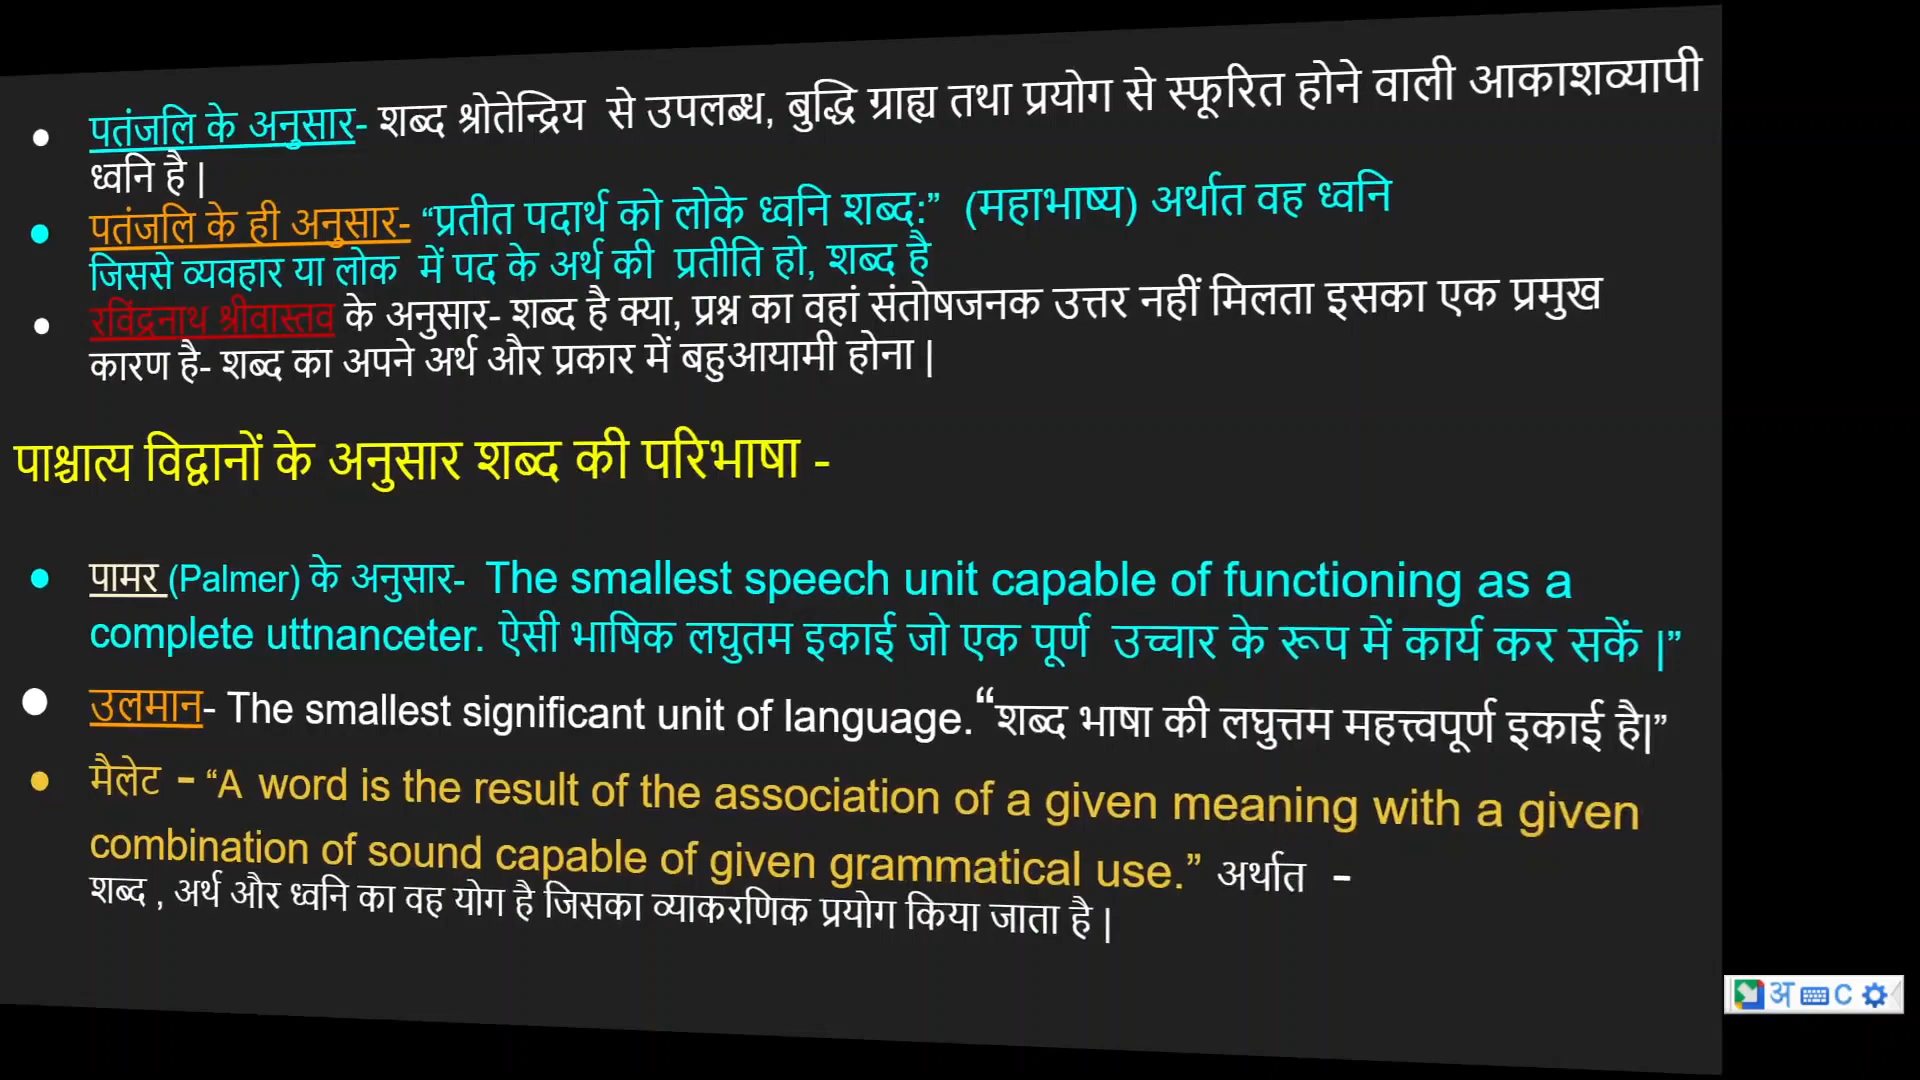 पतंजलि के अनुसार- शब्द श्रोतेन्द्रिय से उपलब्ध, बुद्धि ग्राह्य तथा प्रयोग से स्फूरित होने वाली आकाशव्यापी
ध्वनि है |
पतंजलि के ही अनुसार- “प्रतीत पदार्थ को लोके ध्वनि शब्द:” (महाभाष्य) अर्थात वह ध्वनि
जिससे व्यवहार या लोक में पद के अर्थ की प्रतीति हो, शब्द है
रविंद्रनाथ श्रीवास्तव के अनुसार- शब्द है क्या, प्रश्न का वहां संतोषजनक उत्तर नहीं मिलता इसका एक प्रमुख
कारण है- शब्द का अपने अर्थ और प्रकार में बहुआयामी होना |
पाश्चात्य विद्वानों के अनुसार शब्द की परिभाषा -
पामर (Palmer) के अनुसार- The smallest speech unit capable of functioning as a
complete uttnanceter. ऐसी भाषिक लघुतम इकाई जो एक पूर्ण उच्चार के रूप में कार्य कर सकें |”
उलमान- The smallest significant unit of language. “शब्द भाषा की लघुत्तम महत्त्वपूर्ण इकाई है|”
मैलेट – “A word is the result of the association of a given meaning with a given
combination of sound capable of given grammatical use.” अर्थात –
शब्द , अर्थ और ध्वनि का वह योग है जिसका व्याकरणिक प्रयोग किया जाता है |
अ C